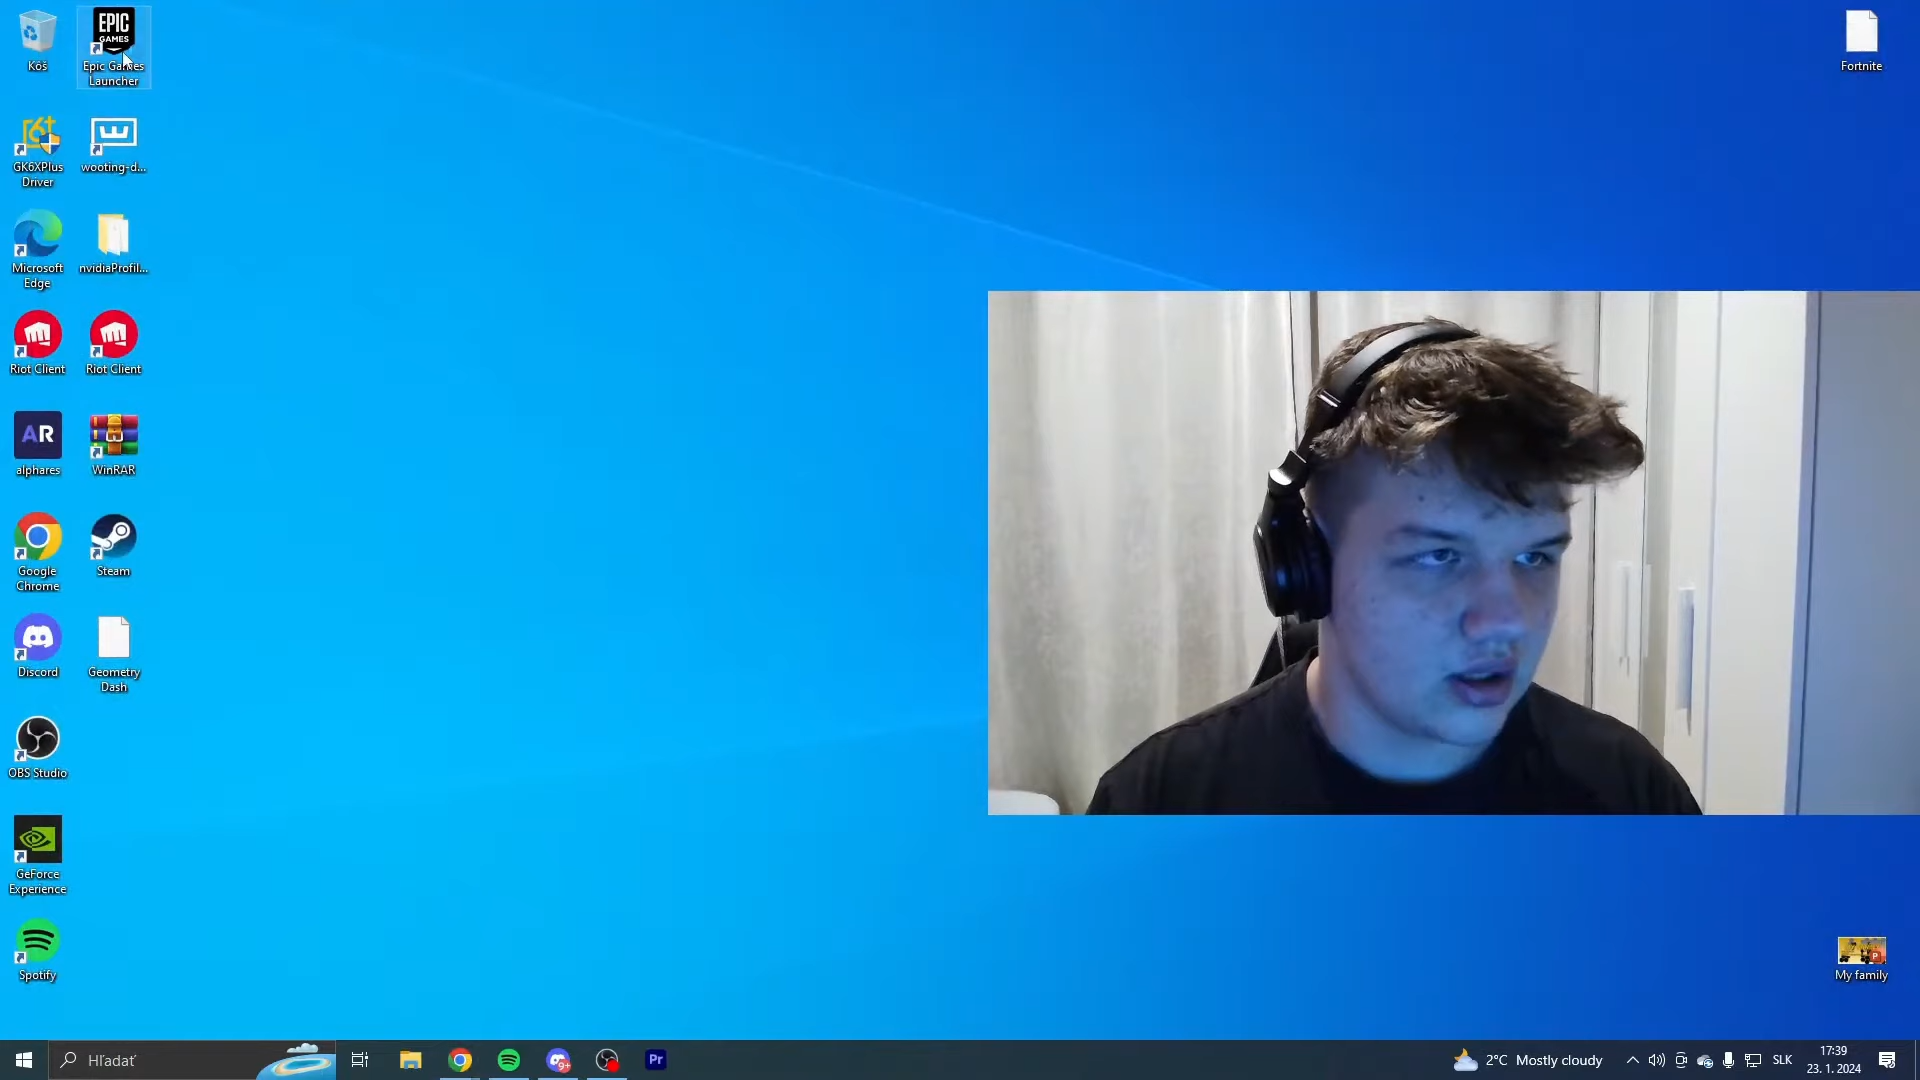 Kôš
EPIC
GAMES
Epic Games
Launcher
Fortnite
GK6XPlus
Driver
wooting-d...
Microsoft
Edge
nvidiaProfil...
Riot Client
Riot Client
AR
alphares
WinRAR
Google
Chrome
Steam
Discord
Geometry
Dash
OBS Studio
GeForce
Experience
Spotify
My family
Hľadať
9+
Pr
2°C Mostly cloudy
SLK
17:39
23. 1. 2024